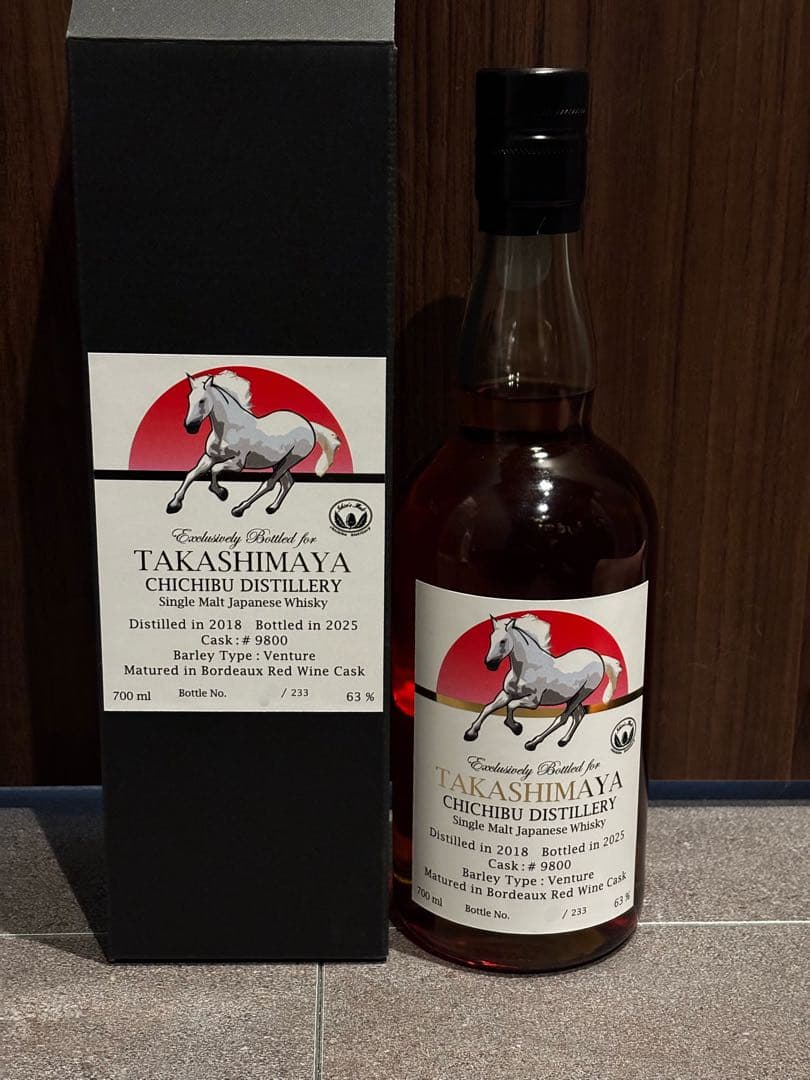 Exclusively Bottled for
TAKASHIMAYA
CHICHIBU DISTILLERY
Single Malt Japanese Whisky
Distilled in 2018 Bottled in 2025
Cask : # 9800
Barley Type : Venture
Matured in Bordeaux Red Wine Cask
700 ml Bottle No. / 233 63 %
Exclusively Bottled for
TAKASHIMAYA
CHICHIBU DISTILLERY
Single Malt Japanese Whisky
Distilled in 2018 Bottled in 2025
Cask : # 9800
Barley Type : Venture
Matured in Bordeaux Red Wine Cask
700 ml Bottle No. / 233 63 %